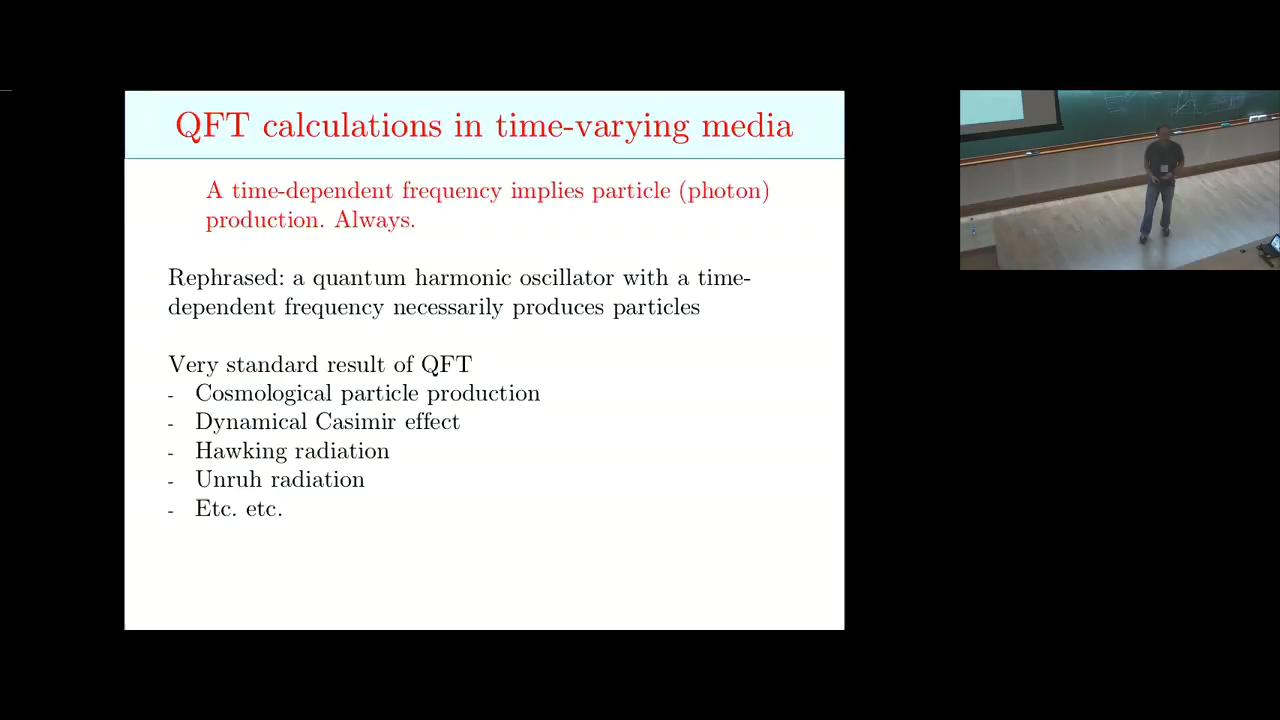 QFT calculations in time-varying media
A time-dependent frequency implies particle (photon)
production. Always.
Rephrased: a quantum harmonic oscillator with a time-
dependent frequency necessarily produces particles
Very standard result of QFT
- Cosmological particle production
- Dynamical Casimir effect
- Hawking radiation
- Unruh radiation
- Etc. etc.